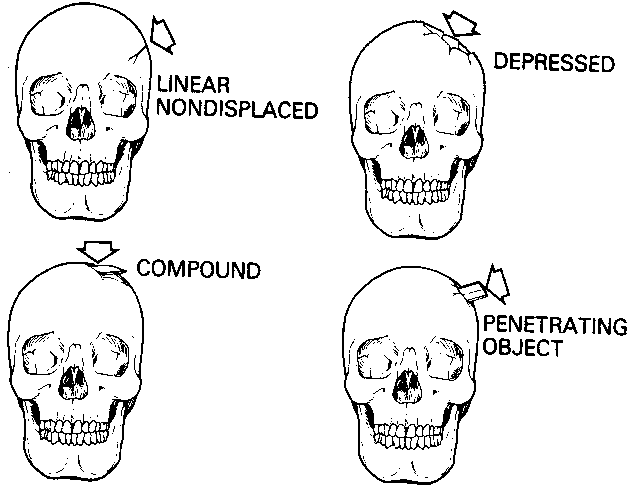 LINEAR
NONDISPLACED
DEPRESSED
COMPOUND
PENETRATING
OBJECT